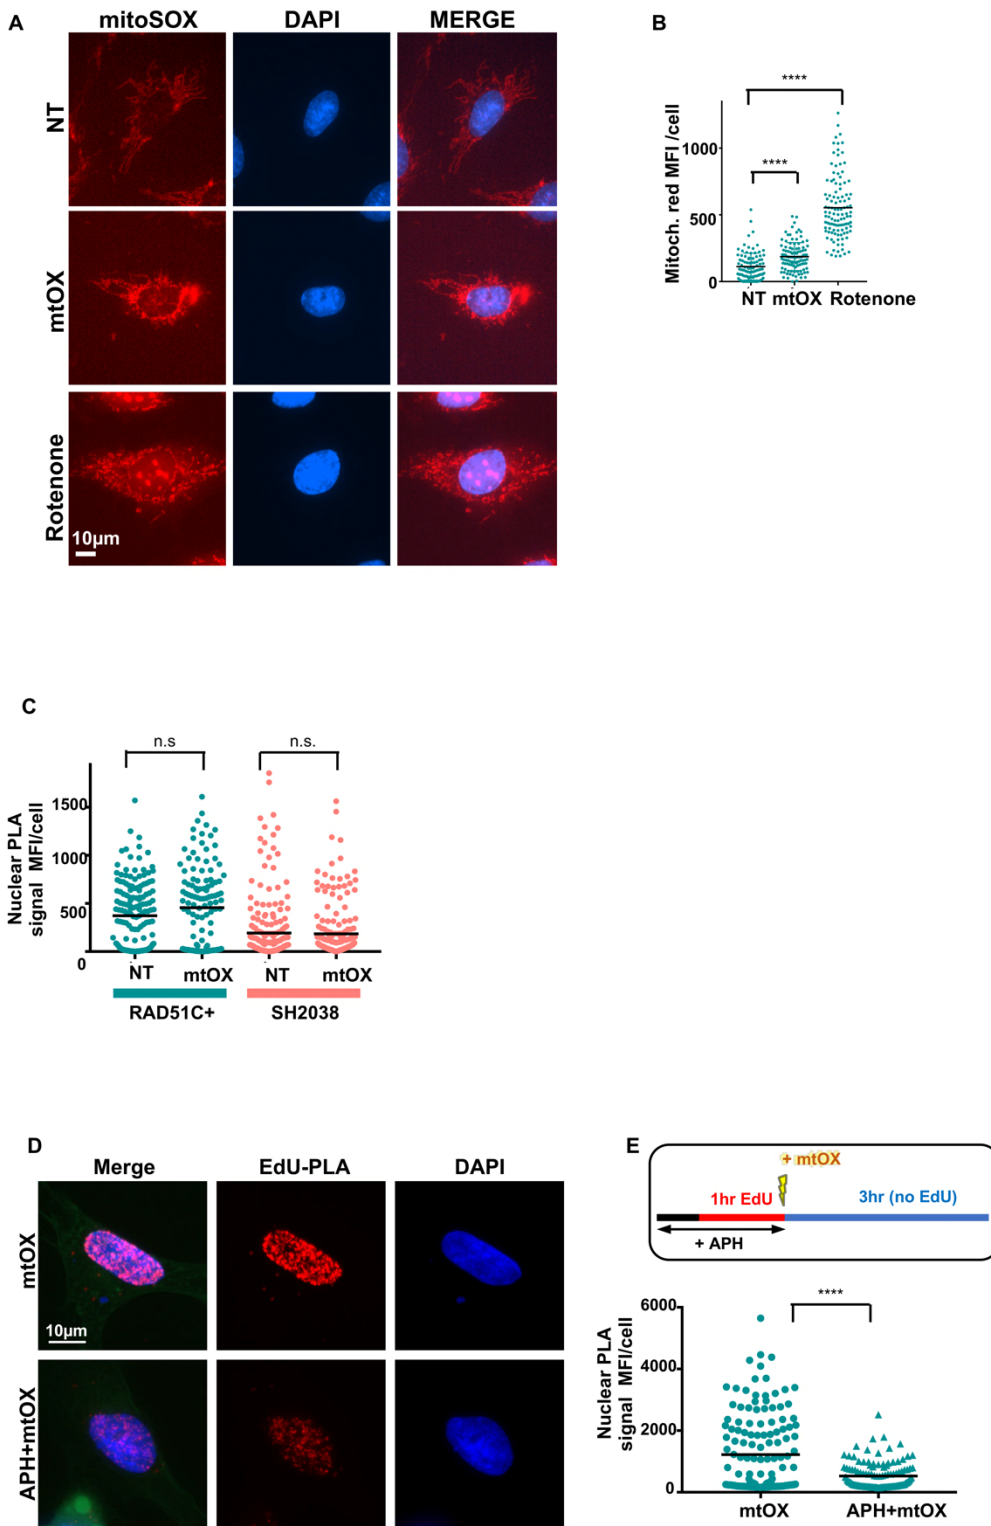 A
mitoSOX DAPI MERGE
NT
mtOX
Rotenone
10µm
B
****
****
Mitoch. red MFI /cell
1000
500
0
NT mtOX Rotenone
C
n.s n.s.
Nuclear PLA
signal MFI/cell
1500
1000
500
0
NT mtOX NT mtOX
RAD51C+ SH2038
D
Merge EdU-PLA DAPI
mtOX
10µm
APH+mtOX
E
+ mtOX
1hr EdU 3hr (no EdU)
+ APH
****
Nuclear PLA
signal MFI/cell
6000
4000
2000
0
mtOX APH+mtOX